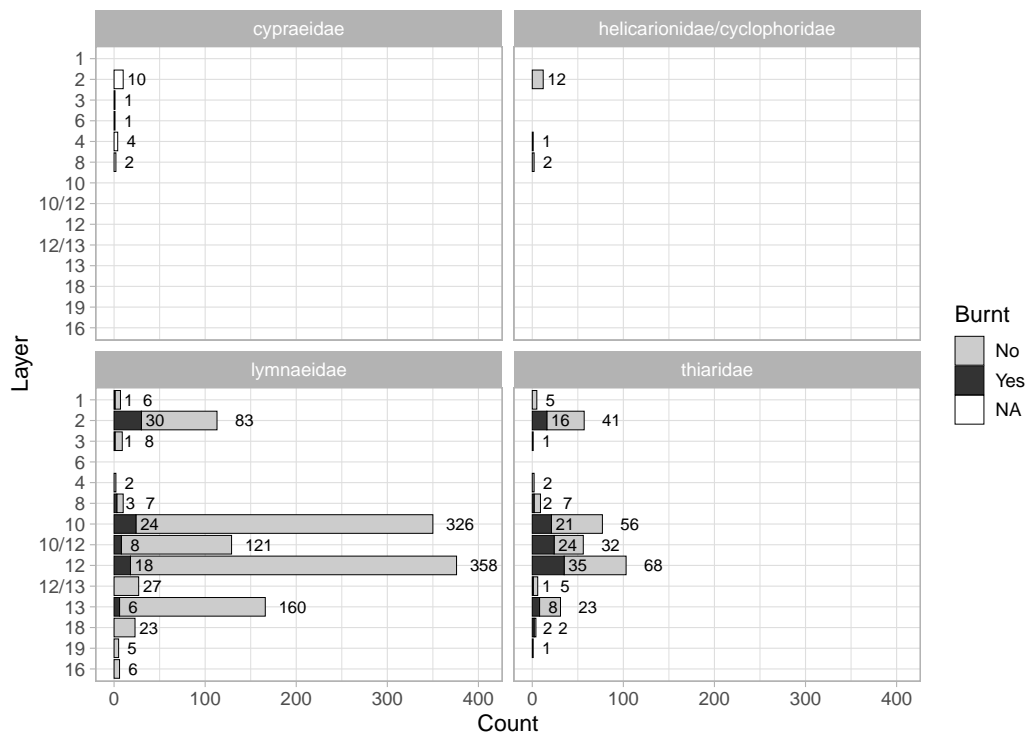 cypraeidae helicarionidae/cyclophoridae
1
2 10 12
3 1
6 1
4 4 1
8 2 2
10
10/12
12
12/13
13
18
19
16
Layer
lymnaeidae thiaridae
1 1 6 5
2 30 83 16 41
3 1 8 1
6
4 2 2
8 3 7 2 7
10 24 326 21 56
10/12 8 121 24 32
12 18 358 35 68
12/13 27 1 5
13 6 160 8 23
18 23 2 2
19 5 1
16 6
0 100 200 300 400 0 100 200 300 400
Count
Burnt
No
Yes
NA